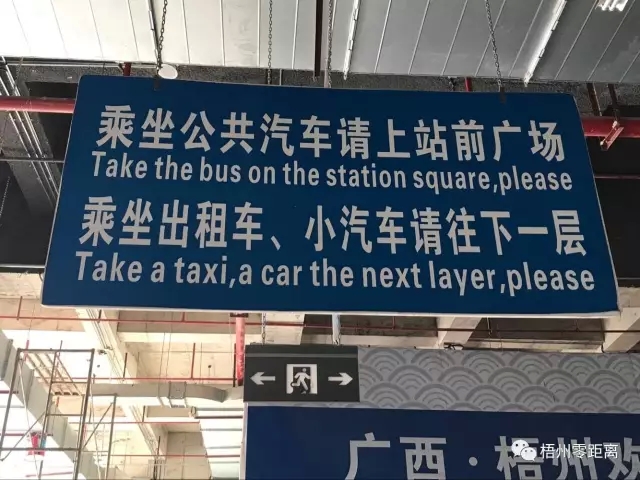 乘坐公共汽车请上站前广场
Take the bus on the station square,please
乘坐出租车、小汽车请往下一层
Take a taxi,a car the next layer,please
广西·梧州欢
梧州零距离